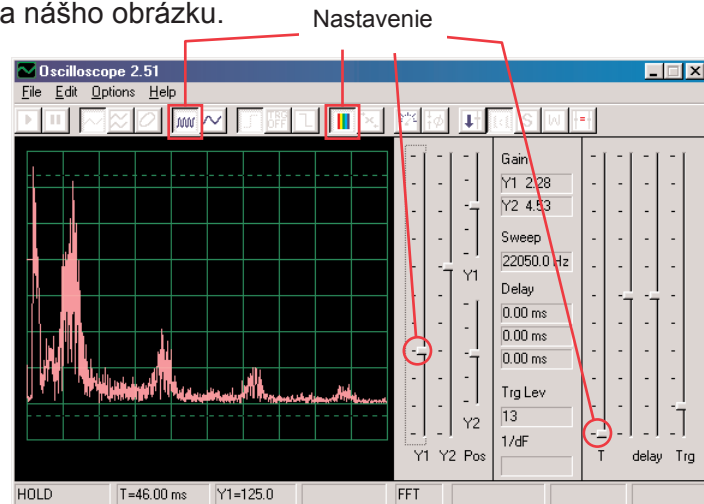 a nášho obrázku.
Nastavenie
Oscilloscope 2.51
File Edit Options Help
TRG
OFF
S W
Gain
Y1 2.28
Y2 4.53
Sweep
22050.0 Hz
Y1
Delay
0.00 ms
0.00 ms
0.00 ms
Trg Lev
13
Y2
1/dF
Y1 Y2 Pos
T delay Trg
HOLD T=46.00 ms Y1=125.0 FFT